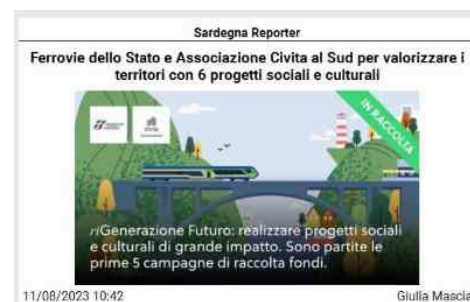 Sardegna Reporter
Ferrovie dello Stato e Associazione Civita al Sud per valorizzare i
territori con 6 progetti sociali e culturali
IN RACCOLTA
riGenerazione Futuro: realizzare progetti sociali
e culturali di grande impatto. Sono partite le
prime 5 campagne di raccolta fondi.
11/08/2023 10:42
Giulia Mascia